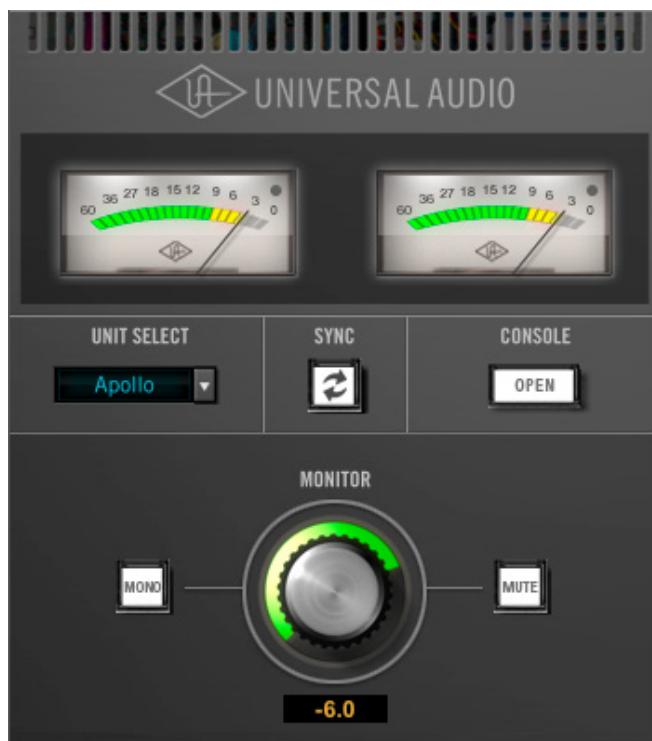 UNIVERSAL AUDIO
60 36 27 18 15 12 9 6 3 0
60 36 27 18 15 12 9 6 3 0
UNIT SELECT
SYNC
CONSOLE
Apollo
OPEN
MONITOR
MONO
MUTE
-6.0